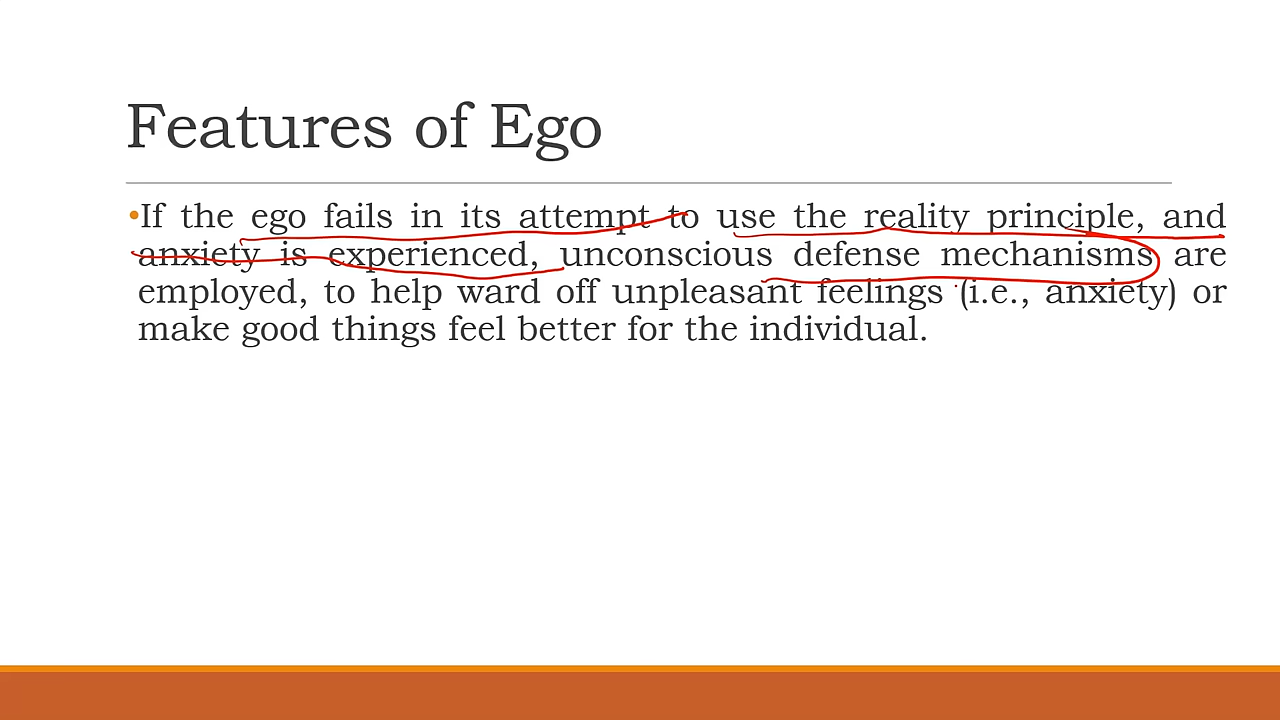 Features of Ego
•If the ego fails in its attempt to use the reality principle, and
anxiety is experienced, unconscious defense mechanisms are
employed, to help ward off unpleasant feelings (i.e., anxiety) or
make good things feel better for the individual.